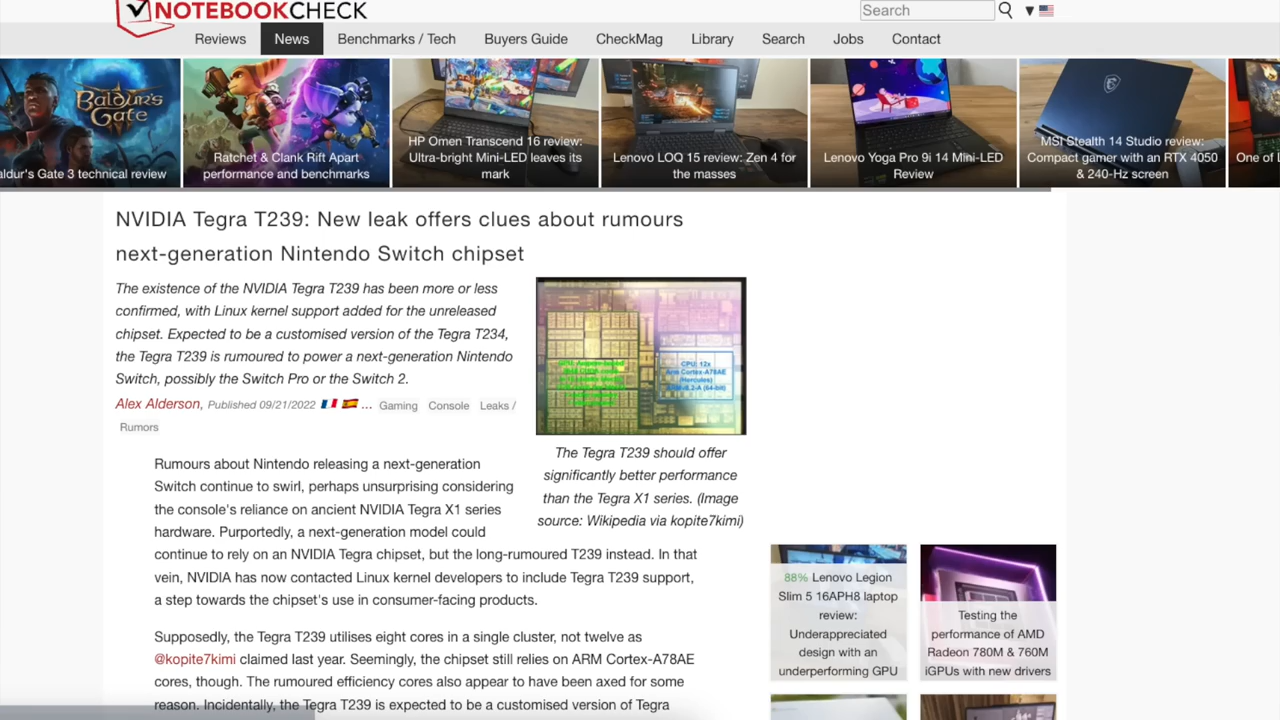 NOTEBOOKCHECK
Search
Reviews
News
Benchmarks / Tech
Buyers Guide
CheckMag
Library
Search
Jobs
Contact
BALDUR'S
GATE
aldur's Gate 3 technical review
Ratchet & Clank Rift Apart
performance and benchmarks
HP Omen Transcend 16 review:
Ultra-bright Mini-LED leaves its
mark
Lenovo LOQ 15 review: Zen 4 for
the masses
Lenovo Yoga Pro 9i 14 Mini-LED
Review
MSI Stealth 14 Studio review:
Compact gamer with an RTX 4050
& 240-Hz screen
One of L
NVIDIA Tegra T239: New leak offers clues about rumours
next-generation Nintendo Switch chipset
The existence of the NVIDIA Tegra T239 has been more or less
confirmed, with Linux kernel support added for the unreleased
chipset. Expected to be a customised version of the Tegra T234,
the Tegra T239 is rumoured to power a next-generation Nintendo
Switch, possibly the Switch Pro or the Switch 2.
Alex Alderson, Published 09/21/2022 ... Gaming Console Leaks /
Rumors
CPU: 12x
Arm Cortex-A78AE
(Hercules)
(64-bit)
The Tegra T239 should offer
significantly better performance
than the Tegra X1 series. (Image
source: Wikipedia via kopite7kimi)
Rumours about Nintendo releasing a next-generation
Switch continue to swirl, perhaps unsurprising considering
the console's reliance on ancient NVIDIA Tegra X1 series
hardware. Purportedly, a next-generation model could
continue to rely on an NVIDIA Tegra chipset, but the long-rumoured T239 instead. In that
vein, NVIDIA has now contacted Linux kernel developers to include Tegra T239 support,
a step towards the chipset's use in consumer-facing products.
Supposedly, the Tegra T239 utilises eight cores in a single cluster, not twelve as
@kopite7kimi claimed last year. Seemingly, the chipset still relies on ARM Cortex-A78AE
cores, though. The rumoured efficiency cores also appear to have been axed for some
reason. Incidentally, the Tegra T239 is expected to be a customised version of Tegra
88% Lenovo Legion
Slim 5 16APH8 laptop
review:
Underappreciated
design with an
underperforming GPU
Testing the
performance of AMD
Radeon 780M & 760M
iGPUs with new drivers